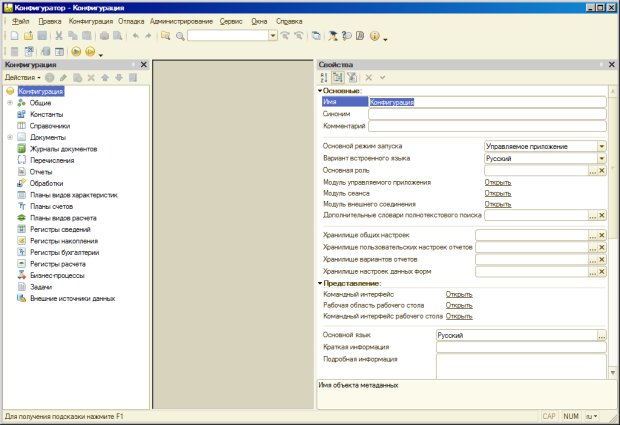 Конфигуратор - Конфигурация
Файл Правка Конфигурация Отладка Администрирование Сервис Окна Справка
Конфигурация
Действия
Конфигурация
Общие
Константы
Справочники
Документы
Журналы документов
Перечисления
Отчеты
Обработки
Планы видов характеристик
Планы счетов
Планы видов расчета
Регистры сведений
Регистры накопления
Регистры бухгалтерии
Регистры расчета
Бизнес-процессы
Задачи
Внешние источники данных
Свойства
Основные:
Имя Конфигурация
Синоним
Комментарий
Основной режим запуска Управляемое приложение
Вариант встроенного языка Русский
Основная роль ...
Модуль управляемого приложения Открыть
Модуль сеанса Открыть
Модуль внешнего соединения Открыть
Дополнительные словари полнотекстового поиска ...
Хранилище общих настроек ...
Хранилище пользовательских настроек отчетов ...
Хранилище вариантов отчетов ...
Хранилище настроек данных форм ...
Представление:
Командный интерфейс Открыть
Рабочая область рабочего стола Открыть
Командный интерфейс рабочего стола Открыть
Основной язык Русский ...
Краткая информация
Подробная информация
Имя объекта метаданных
Для получения подсказки нажмите F1 CAP NUM ru